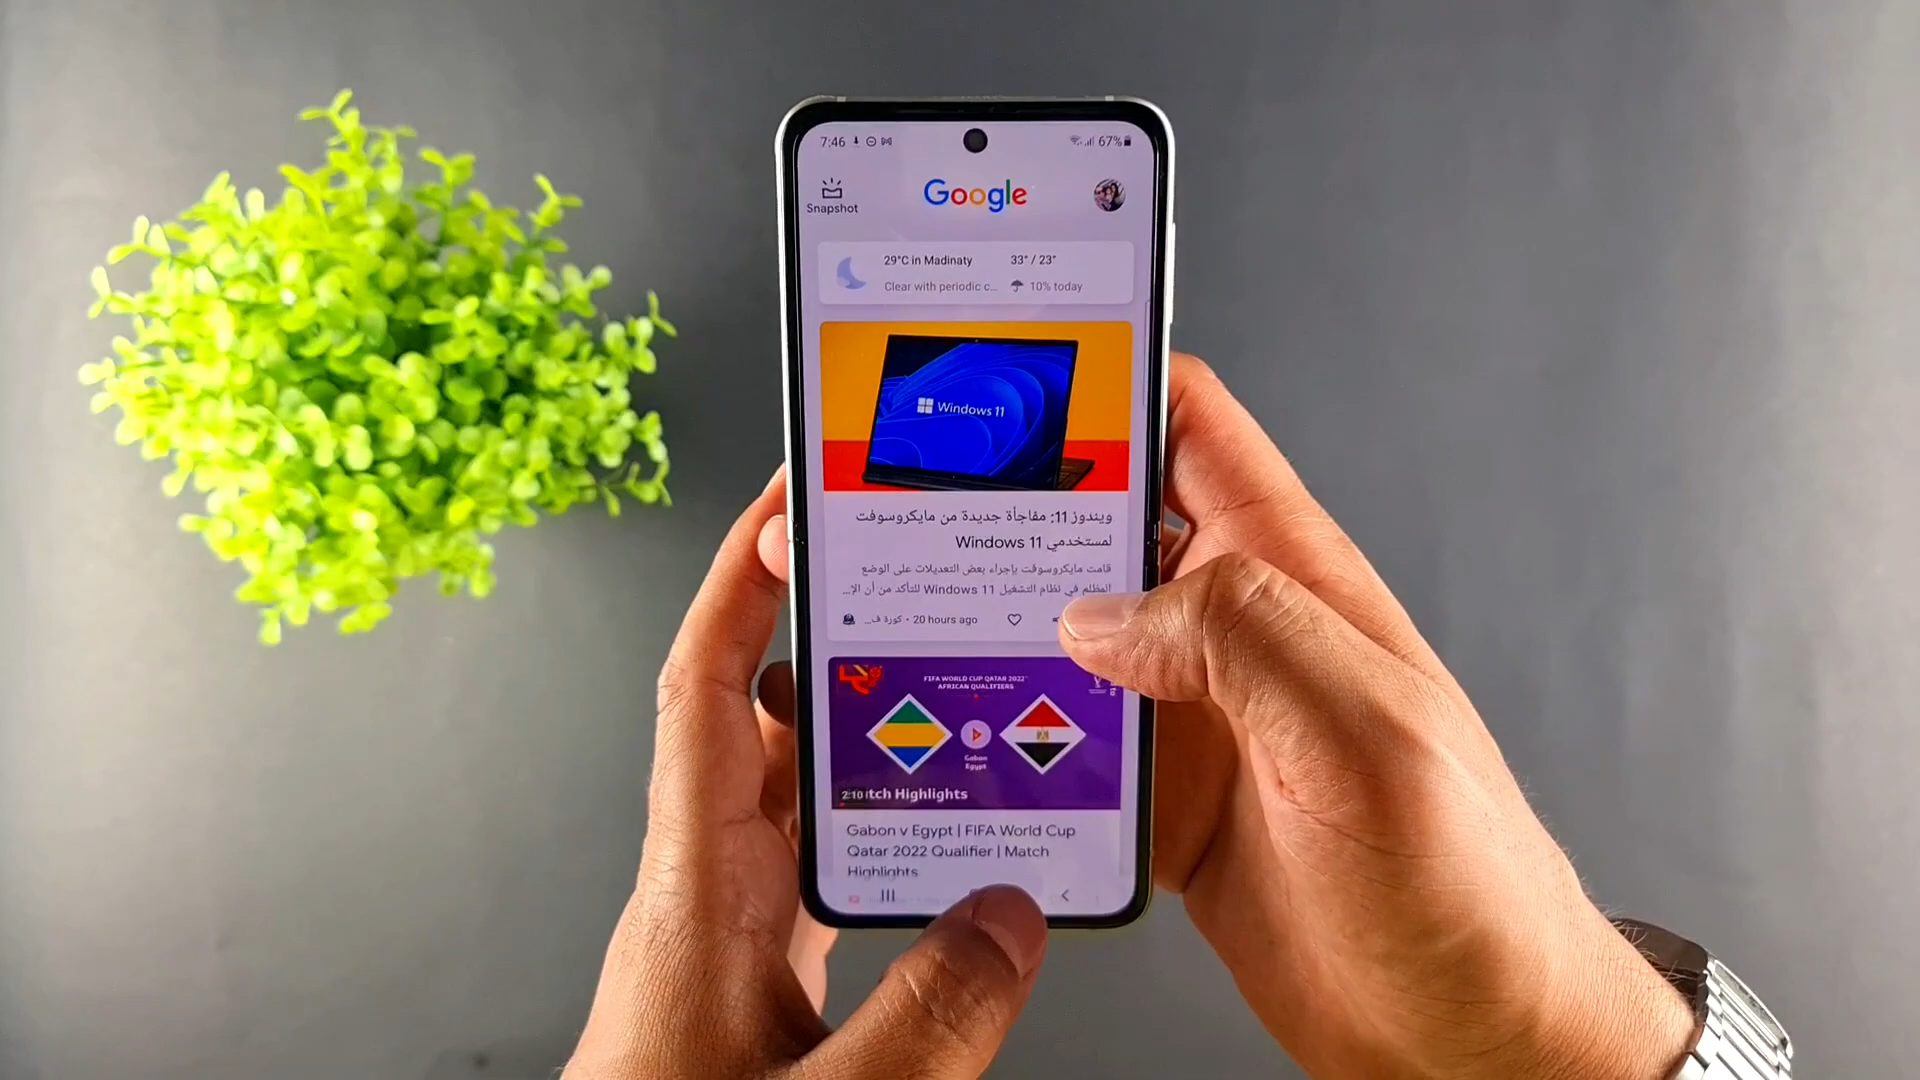 7:46
67%
Snapshot
Google
29°C in Madinaty
33° / 23°
Clear with periodic c...
10% today
Windows 11
ويندوز 11: مفاجأة جديدة من مايكروسوفت
لمستخدمي Windows 11
قامت مايكروسوفت بإجراء بعض التعديلات على الوضع
المظلم في نظام التشغيل Windows 11 للتأكد من أن الإ...
كورة ف... • 20 hours ago
FIFA WORLD CUP QATAR 2022™
AFRICAN QUALIFIERS
Gabon
Egypt
2:10
tch Highlights
Gabon v Egypt | FIFA World Cup
Qatar 2022 Qualifier | Match
Highlights